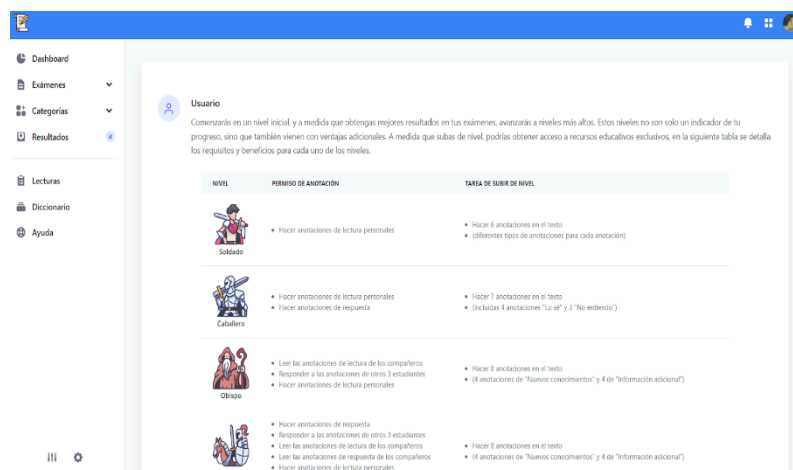 Dashboard
Exámenes
Categorías
Resultados 4
Lecturas
Diccionario
Ayuda
Usuario
Comenzarás en un nivel inicial, y a medida que obtengas mejores resultados en tus exámenes, avanzarás a niveles más altos. Estos niveles no son solo un indicador de tu
progreso, sino que también vienen con ventajas adicionales. A medida que subas de nivel, podrías obtener acceso a recursos educativos exclusivos, en la siguiente tabla se detalla
los requisitos y beneficios para cada uno de los niveles.
NIVEL PERMISO DE ANOTACIÓN TAREA DE SUBIR DE NIVEL
Soldado
Hacer anotaciones de lectura personales
Hacer 6 anotaciones en el texto
(diferentes tipos de anotaciones para cada anotación)
Caballero
Hacer anotaciones de lectura personales
Hacer anotaciones de respuesta
Hacer 7 anotaciones en el texto
(incluidas 4 anotaciones "Lo sé" y 3 "No entiendo")
Obispo
Leer las anotaciones de lectura de los compañeros
Responder a las anotaciones de otros 3 estudiantes
Hacer anotaciones de lectura personales
Hacer 8 anotaciones en el texto
(4 anotaciones de "Nuevos conocimientos" y 4 de "Información adicional")
Hacer anotaciones de respuesta
Responder a las anotaciones de otros 3 estudiantes
Leer las anotaciones de lectura de los compañeros
Leer las anotaciones de respuesta de los compañeros
Hacer anotaciones de lectura personales
Hacer 8 anotaciones en el texto
(4 anotaciones de "Nuevos conocimientos" y 4 de "Información adicional")